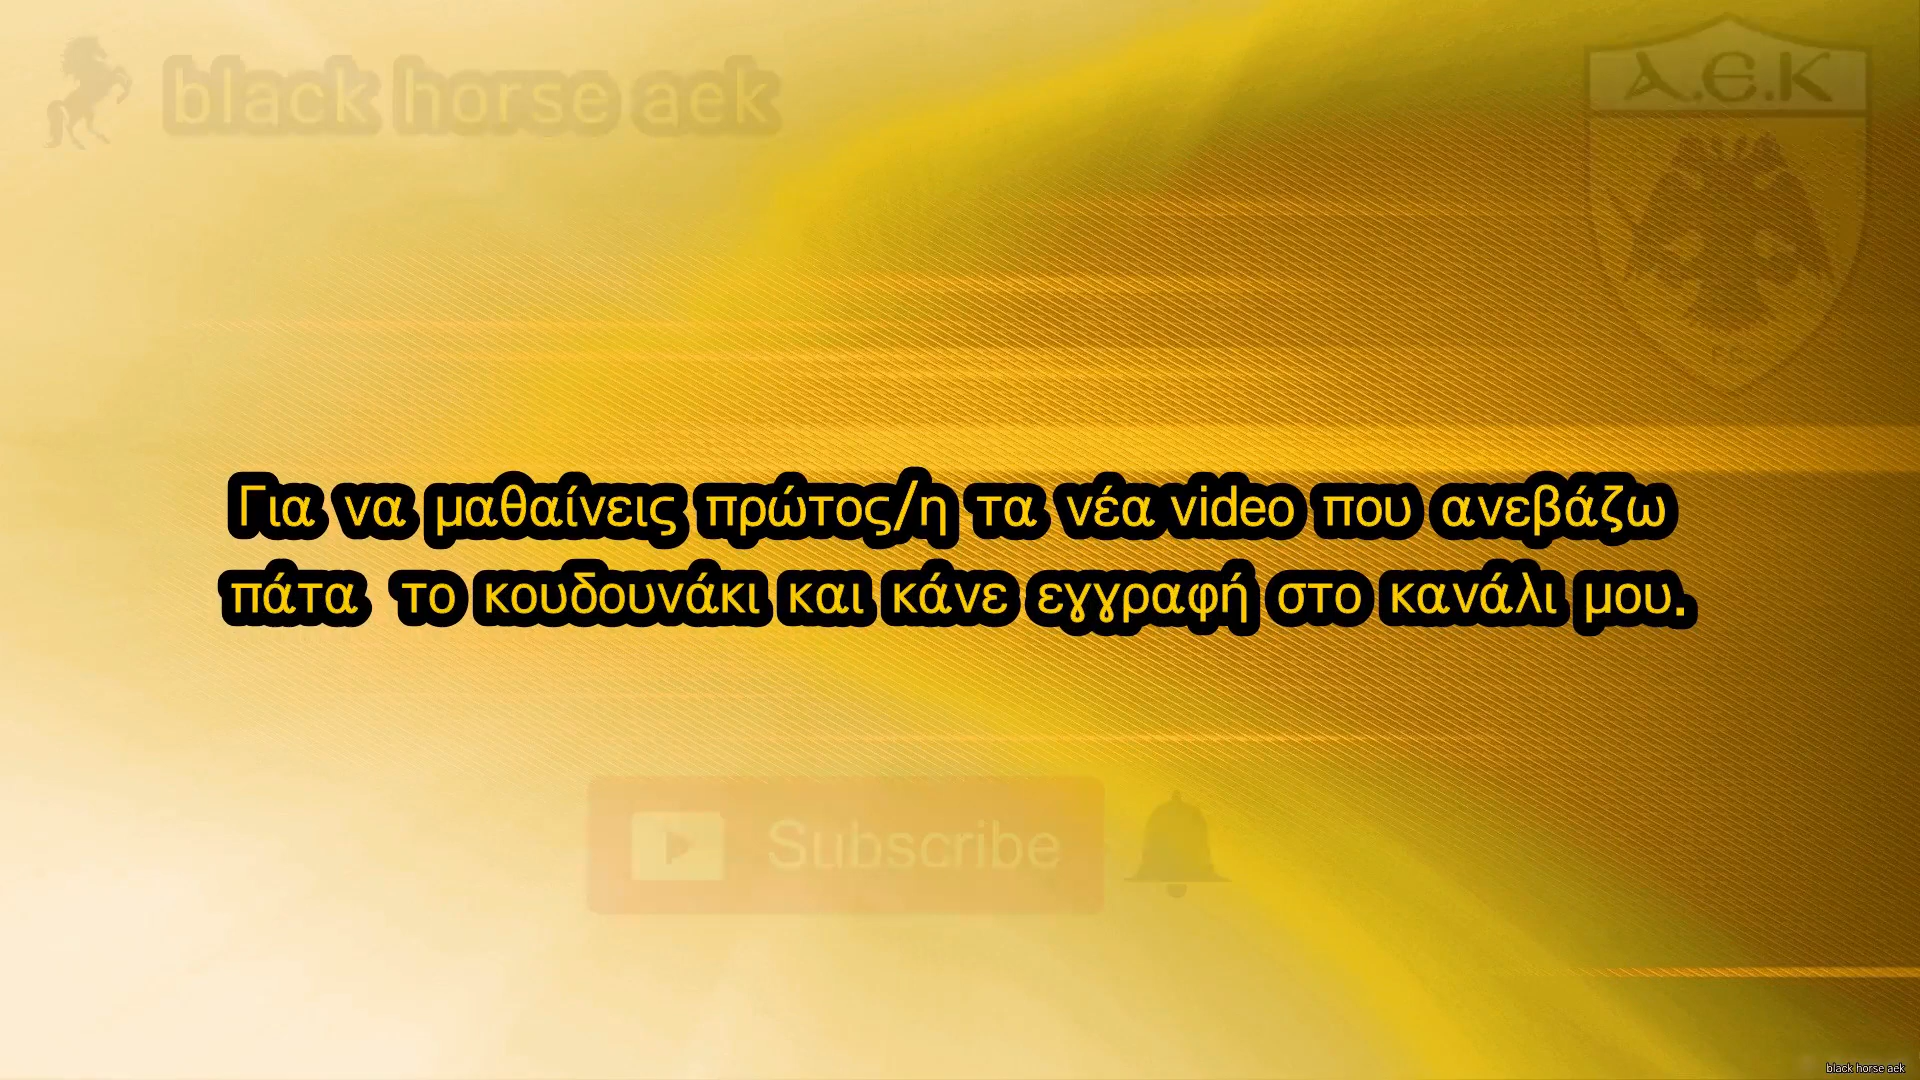 black horse aek
Α.Ε.Κ
FC
Για να μαθαίνεις πρώτος/η τα νέα video που ανεβάζω
πάτα το κουδουνάκι και κάνε εγγραφή στο κανάλι μου.
Subscribe
black horse aek